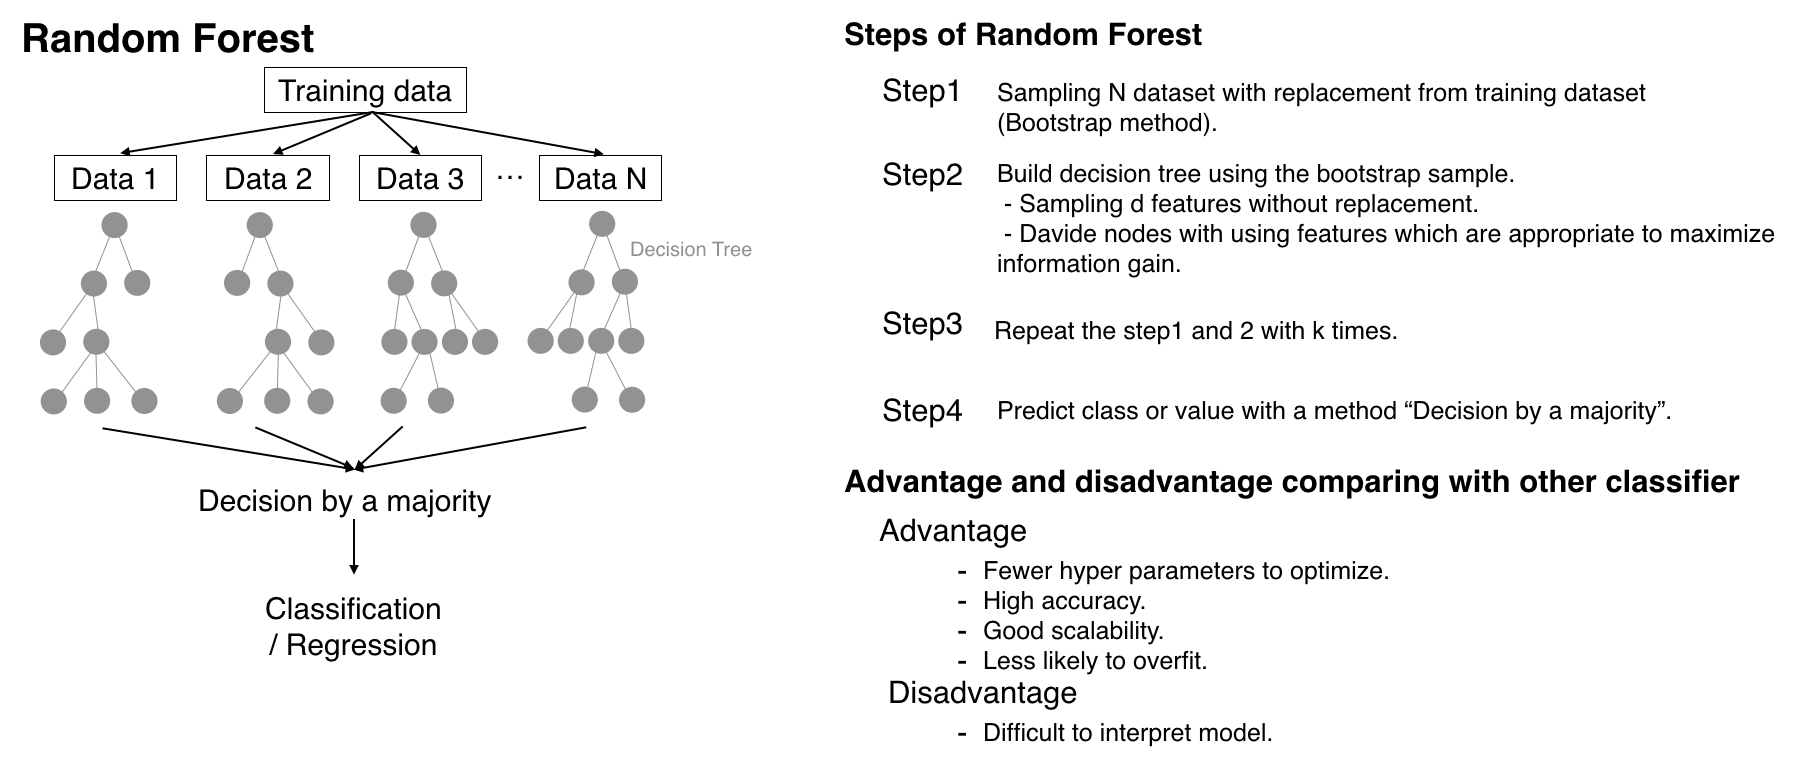 Random Forest
Training data
Data 1
Data 2
Data 3
...
Data N
Decision Tree
Decision by a majority
Classification
/ Regression
Steps of Random Forest
Step1
Sampling N dataset with replacement from training dataset
(Bootstrap method).
Step2
Build decision tree using the bootstrap sample.
- Sampling d features without replacement.
- Davide nodes with using features which are appropriate to maximize
information gain.
Step3
Repeat the step1 and 2 with k times.
Step4
Predict class or value with a method “Decision by a majority”.
Advantage and disadvantage comparing with other classifier
Advantage
- Fewer hyper parameters to optimize.
- High accuracy.
- Good scalability.
- Less likely to overfit.
Disadvantage
- Difficult to interpret model.